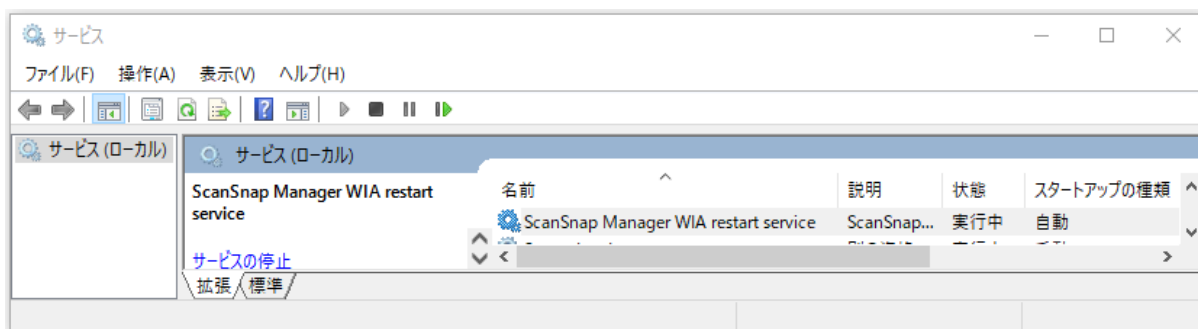 サービス
ファイル(F) 操作(A) 表示(V) ヘルプ(H)
サービス (ローカル)
サービス (ローカル)
ScanSnap Manager WIA restart
service
サービスの停止
名前 説明 状態 スタートアップの種類
ScanSnap Manager WIA restart service ScanSnap... 実行中 自動
拡張 標準